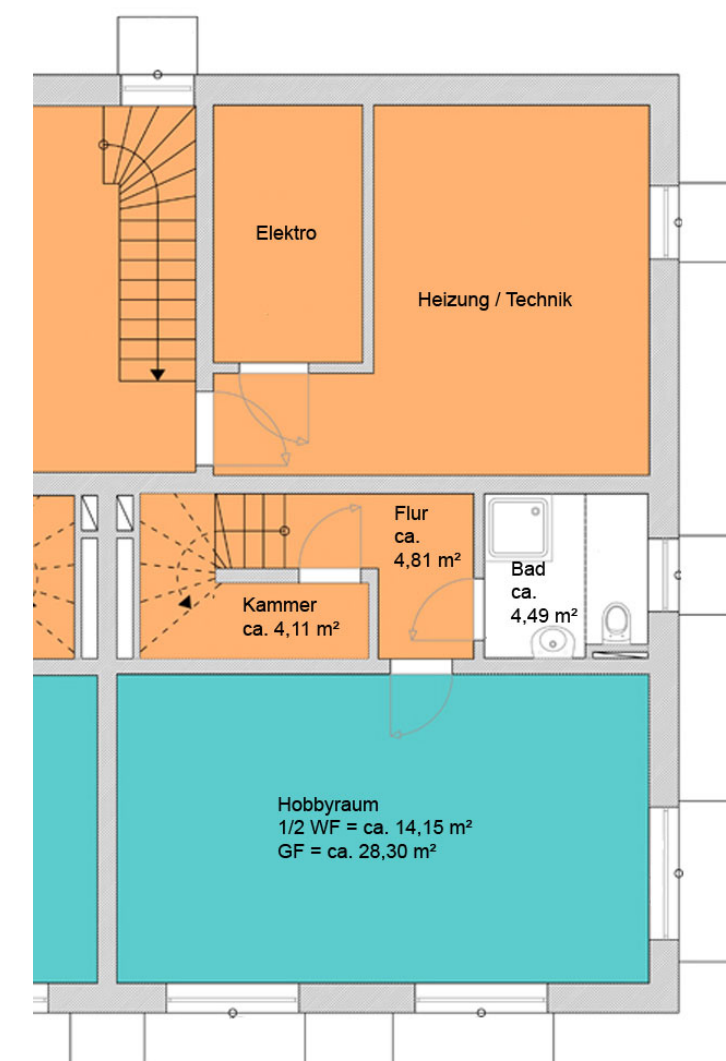 Elektro
Heizung / Technik
Flur
ca.
4,81 m²
Bad
ca.
4,49 m²
Kammer
ca. 4,11 m²
Hobbyraum
1/2 WF = ca. 14,15 m²
GF = ca. 28,30 m²